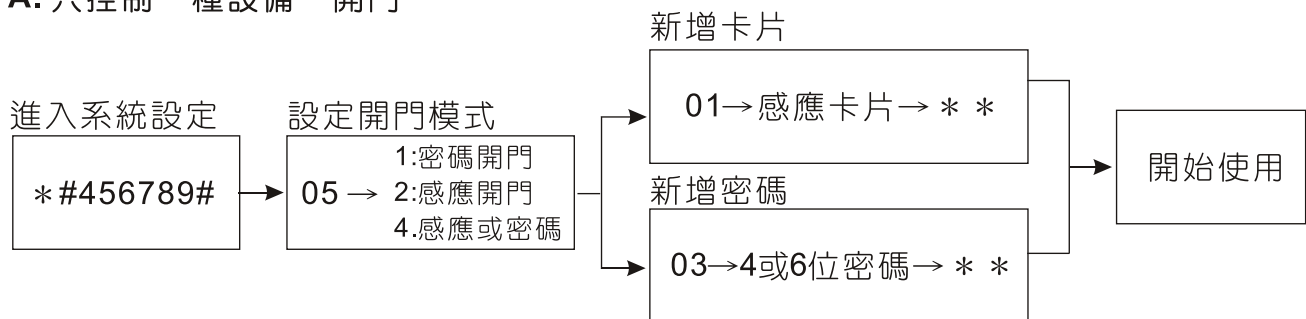 新增卡片
01→感應卡片→＊＊
進入系統設定
＊#456789#
設定開門模式
05→
1:密碼開門
2:感應開門
4.感應或密碼
新增密碼
03→4或6位密碼→＊＊
開始使用